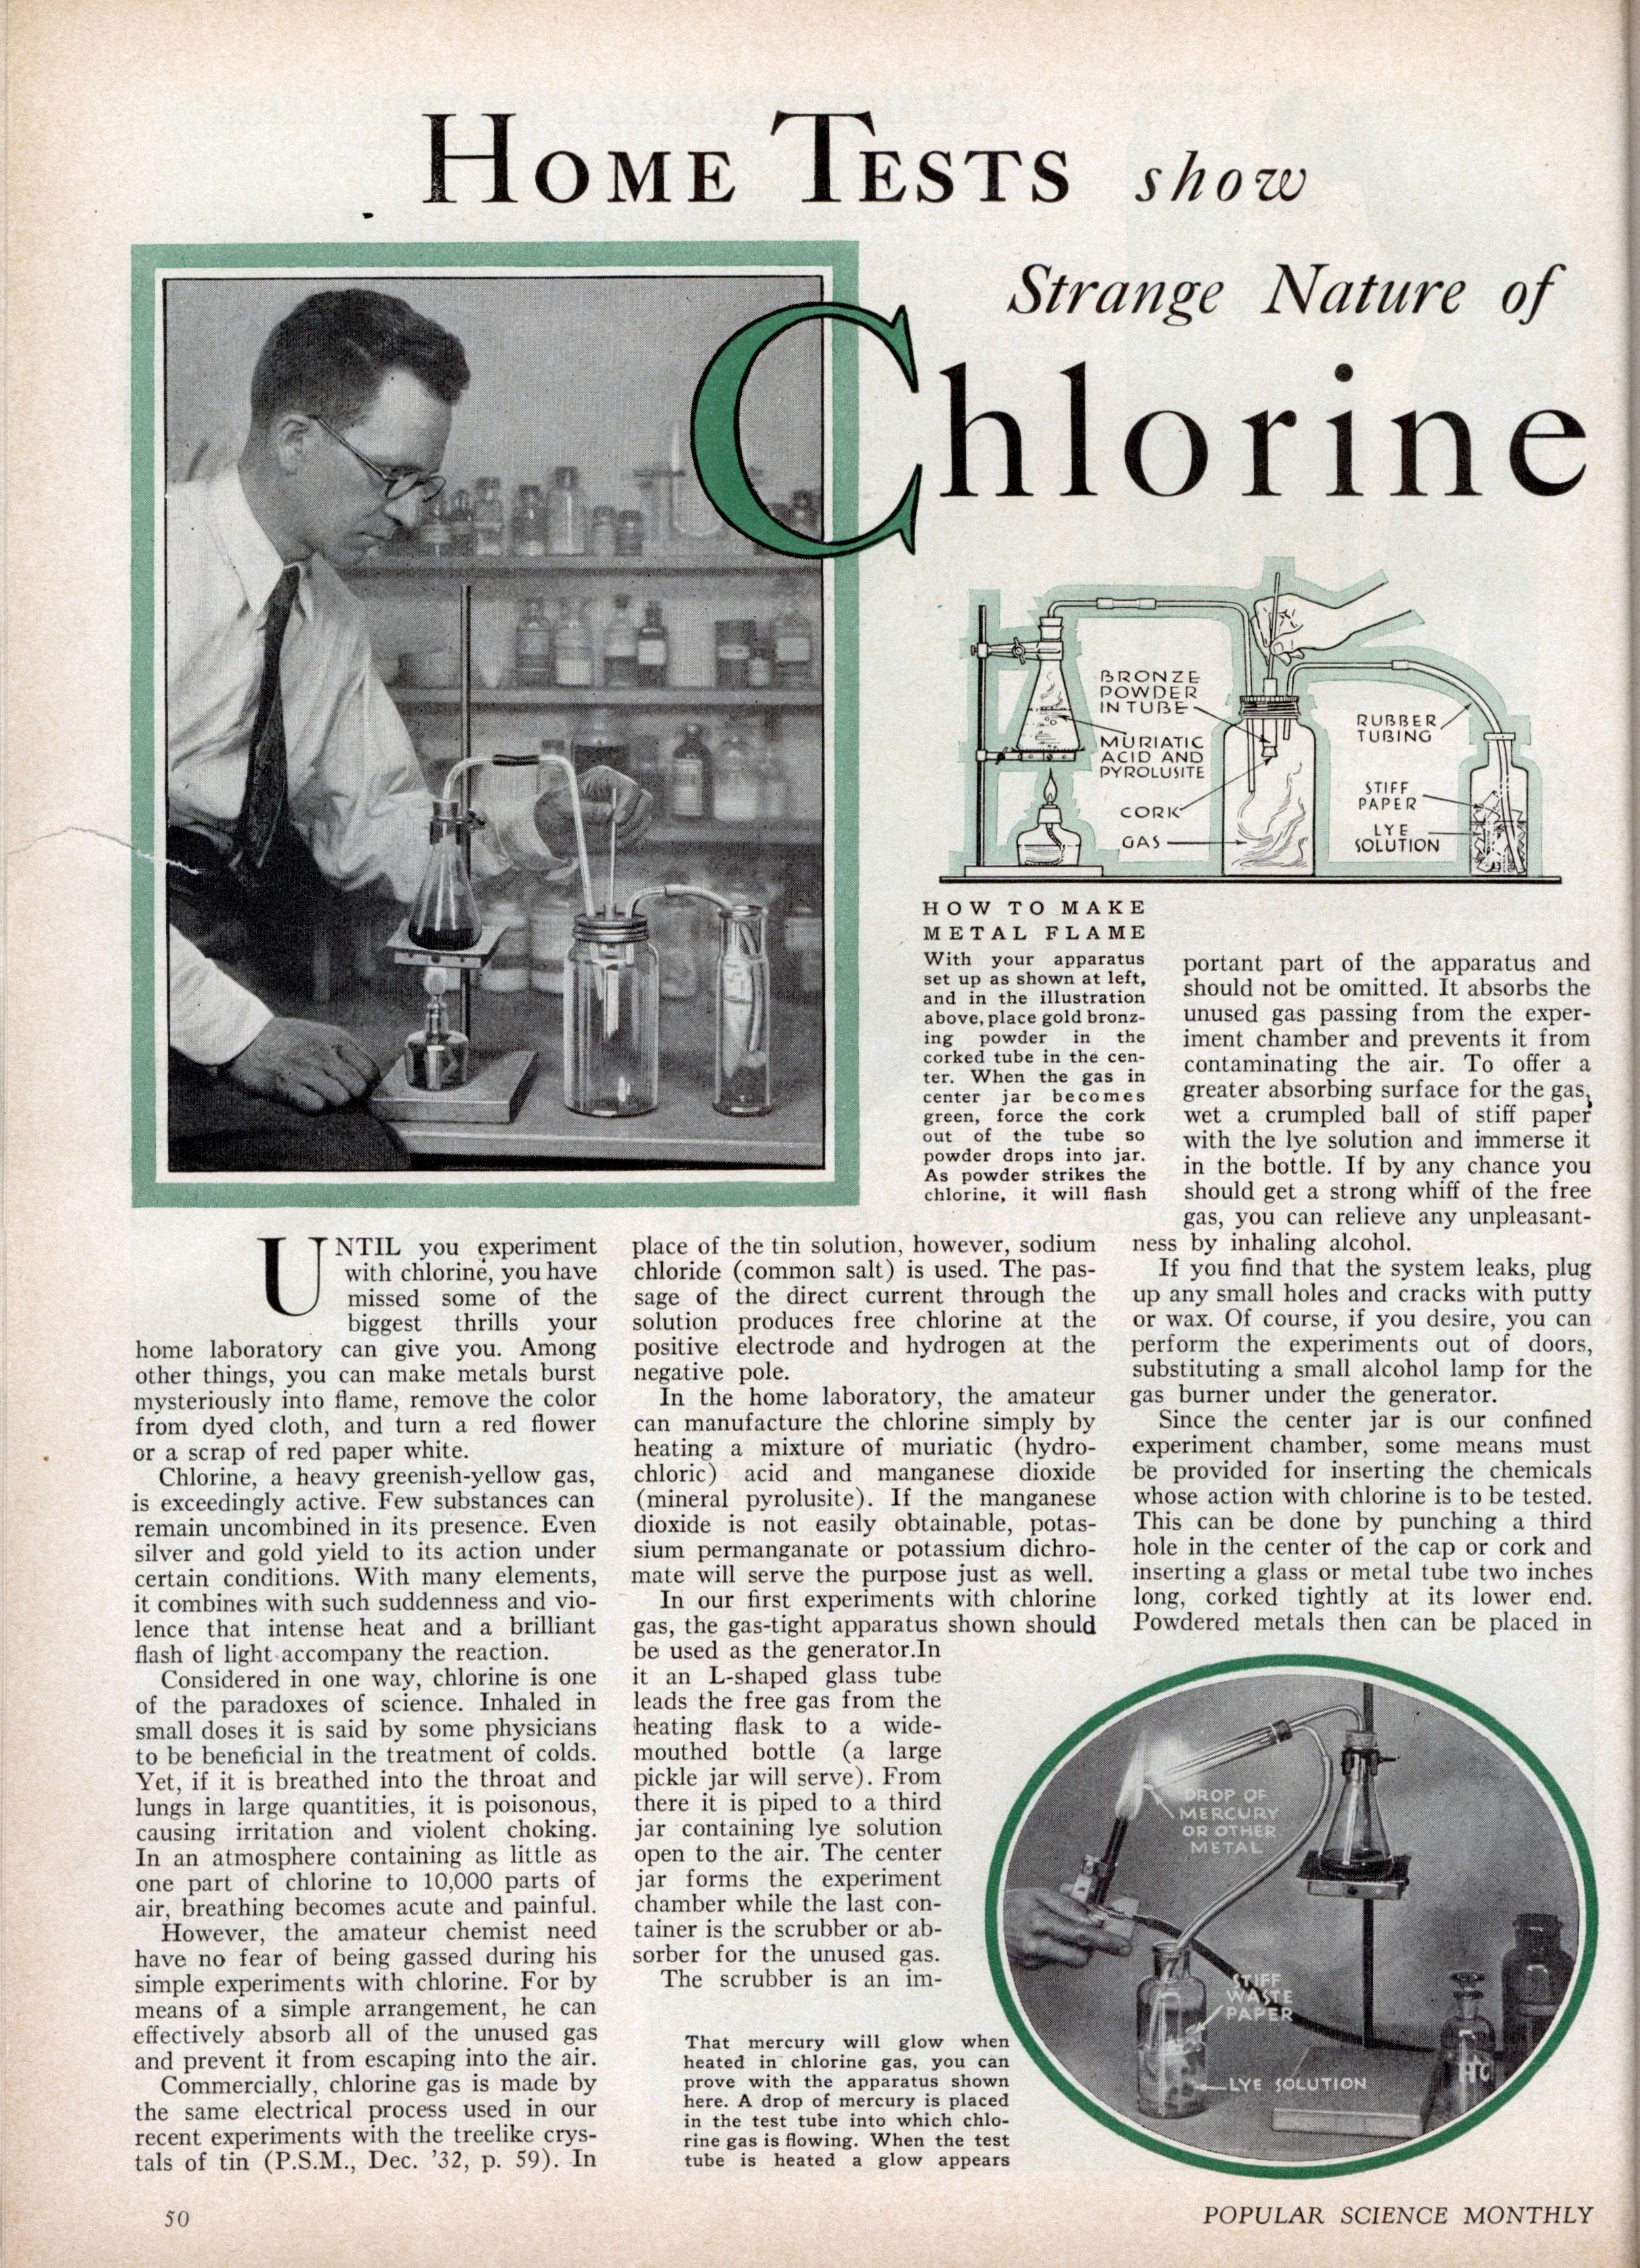 HOME TESTS show
Strange Nature of
Chlorine
BRONZE
POWDER
IN TUBE
MURIATIC
ACID AND
PYROLUSITE
CORK
GAS
RUBBER
TUBING
STIFF
PAPER
LYE
SOLUTION
HOW TO MAKE
METAL FLAME
With your apparatus
set up as shown at left,
and in the illustration
above, place gold bronz-
ing powder in the
corked tube in the cen-
ter. When the gas in
center jar becomes
green, force the cork
out of the tube so
powder drops into jar.
As powder strikes the
chlorine, it will flash
UNTIL you experiment
with chlorine, you have
missed some of the
biggest thrills your
home laboratory can give you. Among
other things, you can make metals burst
mysteriously into flame, remove the color
from dyed cloth, and turn a red flower
or a scrap of red paper white.
Chlorine, a heavy greenish-yellow gas,
is exceedingly active. Few substances can
remain uncombined in its presence. Even
silver and gold yield to its action under
certain conditions. With many elements,
it combines with such suddenness and vio-
lence that intense heat and a brilliant
flash of light accompany the reaction.
Considered in one way, chlorine is one
of the paradoxes of science. Inhaled in
small doses it is said by some physicians
to be beneficial in the treatment of colds.
Yet, if it is breathed into the throat and
lungs in large quantities, it is poisonous,
causing irritation and violent choking.
In an atmosphere containing as little as
one part of chlorine to 10,000 parts of
air, breathing becomes acute and painful.
However, the amateur chemist need
have no fear of being gassed during his
simple experiments with chlorine. For by
means of a simple arrangement, he can
effectively absorb all of the unused gas
and prevent it from escaping into the air.
Commercially, chlorine gas is made by
the same electrical process used in our
recent experiments with the treelike crys-
tals of tin (P.S.M., Dec. '32, p. 59). In
place of the tin solution, however, sodium
chloride (common salt) is used. The pas-
sage of the direct current through the
solution produces free chlorine at the
positive electrode and hydrogen at the
negative pole.
In the home laboratory, the amateur
can manufacture the chlorine simply by
heating a mixture of muriatic (hydro-
chloric) acid and manganese dioxide
(mineral pyrolusite). If the manganese
dioxide is not easily obtainable, potas-
sium permanganate or potassium dichro-
mate will serve the purpose just as well.
In our first experiments with chlorine
gas, the gas-tight apparatus shown should
be used as the generator.In
it an L-shaped glass tube
leads the free gas from the
heating flask to a wide-
mouthed bottle (a large
pickle jar will serve). From
there it is piped to a third
jar containing lye solution
open to the air. The center
jar forms the experiment
chamber while the last con-
tainer is the scrubber or ab-
sorber for the unused gas.
The scrubber is an im-
portant part of the apparatus and
should not be omitted. It absorbs the
unused gas passing from the exper-
iment chamber and prevents it from
contaminating the air. To offer a
greater absorbing surface for the gas,
wet a crumpled ball of stiff paper
with the lye solution and immerse it
in the bottle. If by any chance you
should get a strong whiff of the free
gas, you can relieve any unpleasant-
ness by inhaling alcohol.
If you find that the system leaks, plug
up any small holes and cracks with putty
or wax. Of course, if you desire, you can
perform the experiments out of doors,
substituting a small alcohol lamp for the
gas burner under the generator.
Since the center jar is our confined
experiment chamber, some means must
be provided for inserting the chemicals
whose action with chlorine is to be tested.
This can be done by punching a third
hole in the center of the cap or cork and
inserting a glass or metal tube two inches
long, corked tightly at its lower end.
Powdered metals then can be placed in
DROP OF
MERCURY
OR OTHER
METAL
STIFF
WASTE
PAPER
LYE SOLUTION
That mercury will glow when
heated in chlorine gas, you can
prove with the apparatus shown
here. A drop of mercury is placed
in the test tube into which chlo-
rine gas is flowing. When the test
tube is heated a glow appears
50
POPULAR SCIENCE MONTHLY